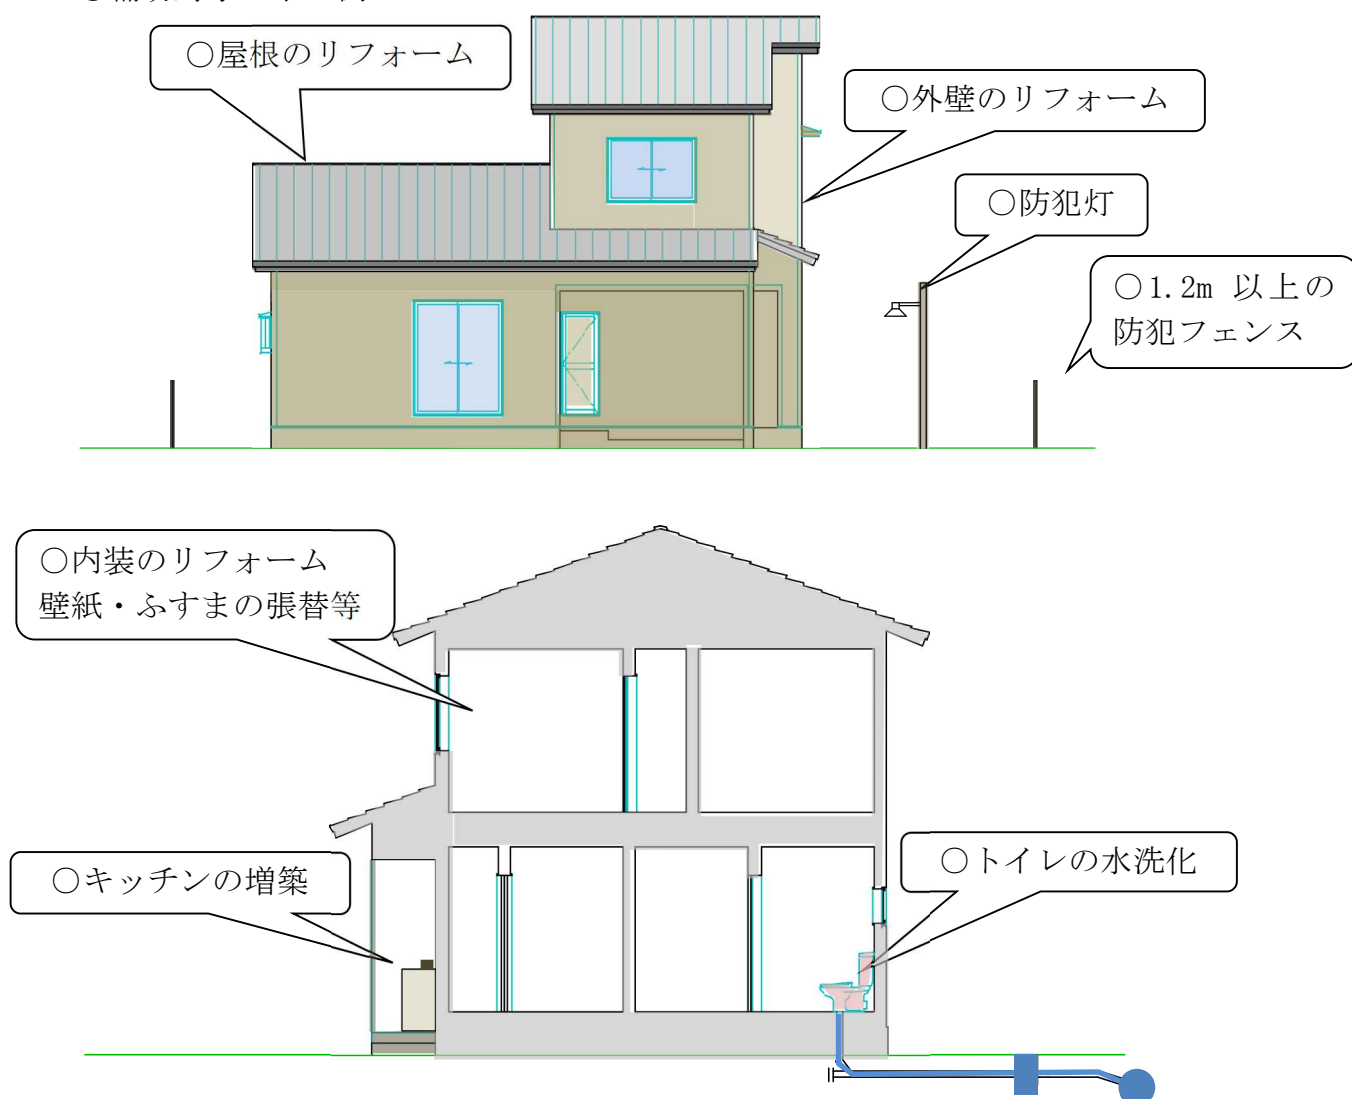 ○屋根のリフォーム
○外壁のリフォーム
○防犯灯
○1.2m 以上の
防犯フェンス
○内装のリフォーム
壁紙・ふすまの張替等
○キッチンの増築
○トイレの水洗化